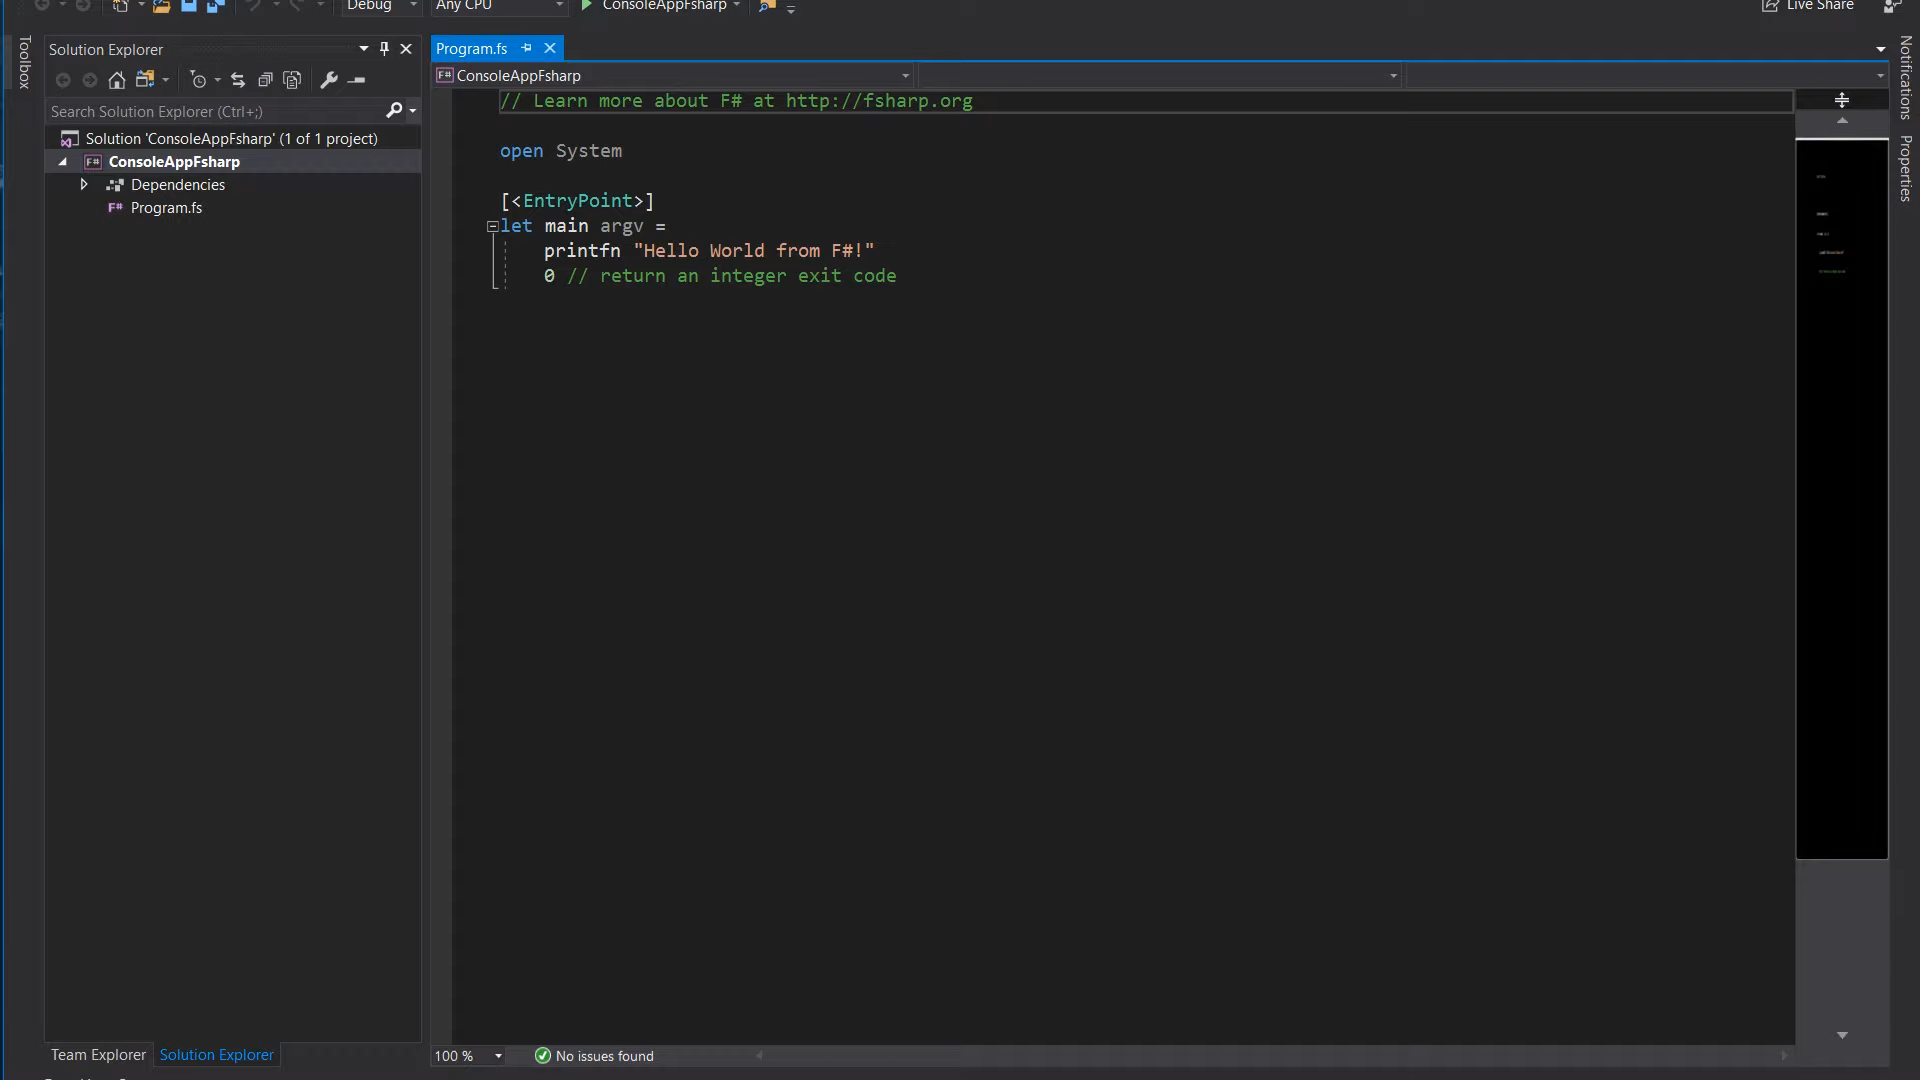 Debug
Any CPU
ConsoleAppFsharp
Live Share
Toolbox
Solution Explorer
Search Solution Explorer (Ctrl+;)
Solution 'ConsoleAppFsharp' (1 of 1 project)
F# ConsoleAppFsharp
Dependencies
F# Program.fs
Team Explorer
Solution Explorer
Program.fs
F# ConsoleAppFsharp
// Learn more about F# at http://fsharp.org
open System
[<EntryPoint>]
let main argv =
printfn "Hello World from F#!"
0 // return an integer exit code
100 %
No issues found
Notifications
Properties